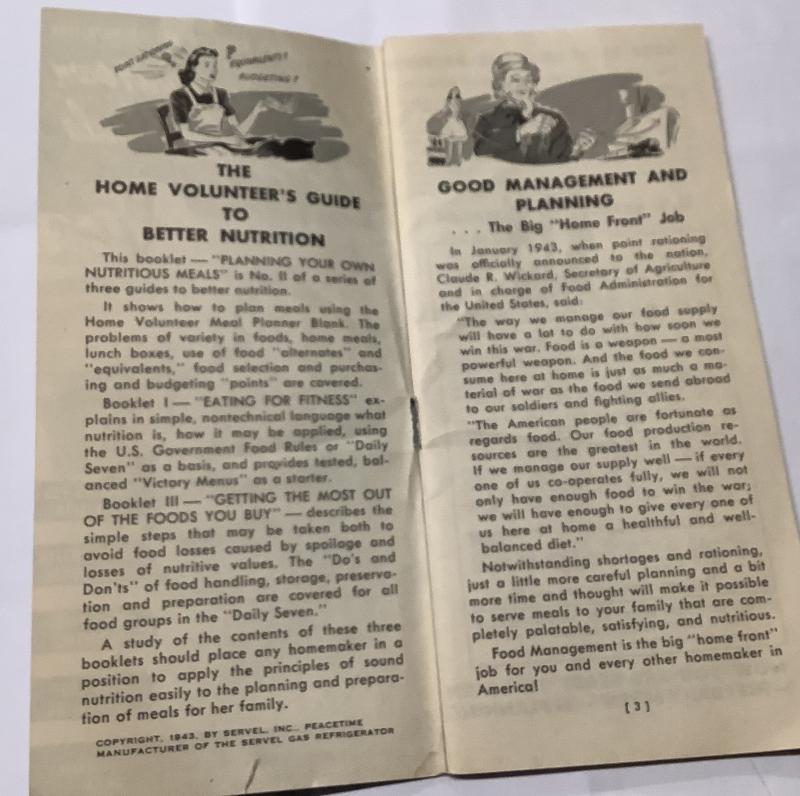 POINT RATIONING
?
EQUIVALENTS?
BUDGETING?
THE
HOME VOLUNTEER'S GUIDE
TO
BETTER NUTRITION
This booklet — "PLANNING YOUR OWN
NUTRITIOUS MEALS" is No. II of a series of
three guides to better nutrition.
It shows how to plan meals using the
Home Volunteer Meal Planner Blank. The
problems of variety in foods, home meals,
lunch boxes, use of food "alternates" and
"equivalents," food selection and purchas-
ing and budgeting "points" are covered.
Booklet I — "EATING FOR FITNESS" ex-
plains in simple, nontechnical language what
nutrition is, how it may be applied, using
the U.S. Government Food Rules or "Daily
Seven" as a basis, and provides tested, bal-
anced "Victory Menus" as a starter.
Booklet III — "GETTING THE MOST OUT
OF THE FOODS YOU BUY" — describes the
simple steps that may be taken both to
avoid food losses caused by spoilage and
losses of nutritive values. The "Do's and
Don'ts" of food handling, storage, preserva-
tion and preparation are covered for all
food groups in the "Daily Seven."
A study of the contents of these three
booklets should place any homemaker in a
position to apply the principles of sound
nutrition easily to the planning and prepara-
tion of meals for her family.
COPYRIGHT, 1943, BY SERVEL, INC., PEACETIME
MANUFACTURER OF THE SERVEL GAS REFRIGERATOR
GOOD MANAGEMENT AND
PLANNING
. . . The Big "Home Front" Job
In January 1943, when point rationing
was officially announced to the nation,
Claude R. Wickard, Secretary of Agriculture
and in charge of Food Administration for
the United States, said:
"The way we manage our food supply
will have a lot to do with how soon we
win this war. Food is a weapon — a most
powerful weapon. And the food we con-
sume here at home is just as much a ma-
terial of war as the food we send abroad
to our soldiers and fighting allies.
"The American people are fortunate as
regards food. Our food production re-
sources are the greatest in the world.
If we manage our supply well — if every
one of us co-operates fully, we will not
only have enough food to win the war;
we will have enough to give every one of
us here at home a healthful and well-
balanced diet."
Notwithstanding shortages and rationing,
just a little more careful planning and a bit
more time and thought will make it possible
to serve meals to your family that are com-
pletely palatable, satisfying, and nutritious.
Food Management is the big "home front"
job for you and every other homemaker in
America!
[ 3 ]